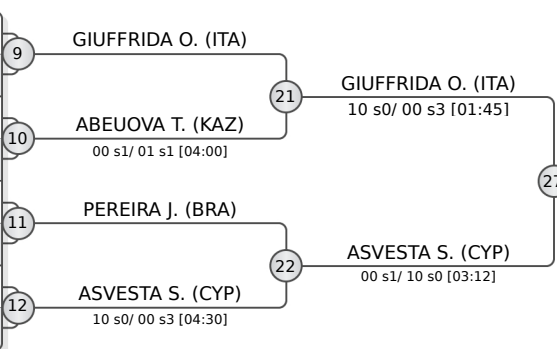 GIUFFRIDA O. (ITA)
9
21
GIUFFRIDA O. (ITA)
10 s0/ 00 s3 [01:45]
ABEUOVA T. (KAZ)
10
00 s1/ 01 s1 [04:00]
27
PEREIRA J. (BRA)
11
22
ASVESTA S. (CYP)
00 s1/ 10 s0 [03:12]
ASVESTA S. (CYP)
12
10 s0/ 00 s3 [04:30]